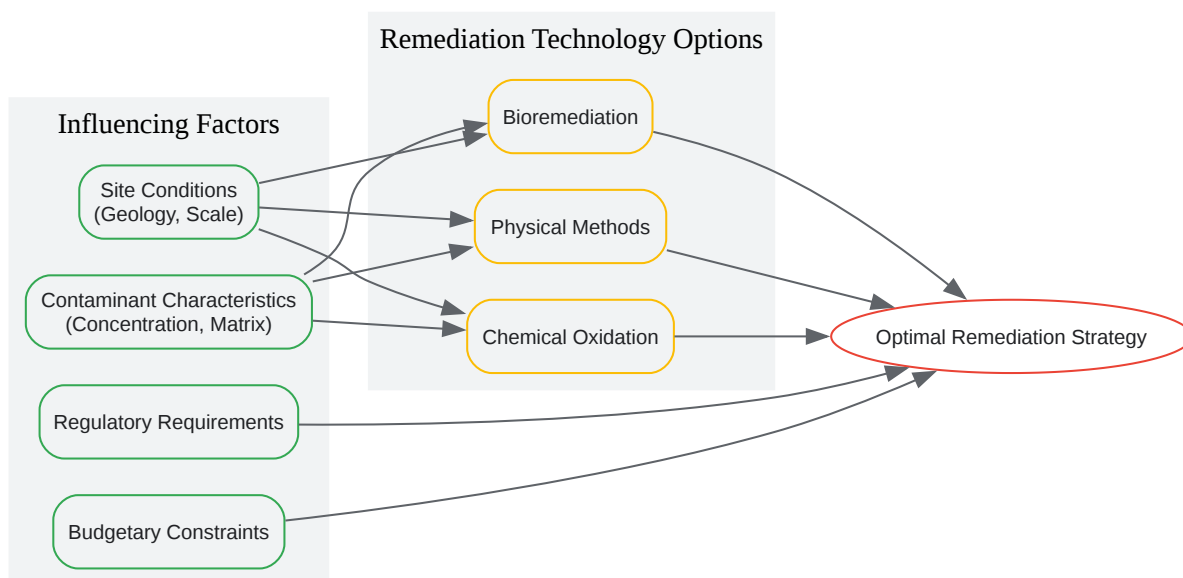 Influencing Factors
Site Conditions
(Geology, Scale)
Contaminant Characteristics
(Concentration, Matrix)
Regulatory Requirements
Budgetary Constraints
Remediation Technology Options
Bioremediation
Physical Methods
Chemical Oxidation
Optimal Remediation Strategy